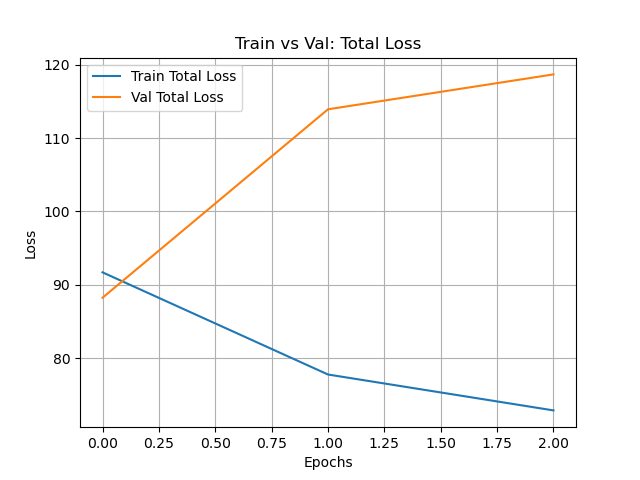 Train vs Val: Total Loss
Train Total Loss
Val Total Loss
120
110
100
90
80
Loss
0.00 0.25 0.50 0.75 1.00 1.25 1.50 1.75 2.00
Epochs